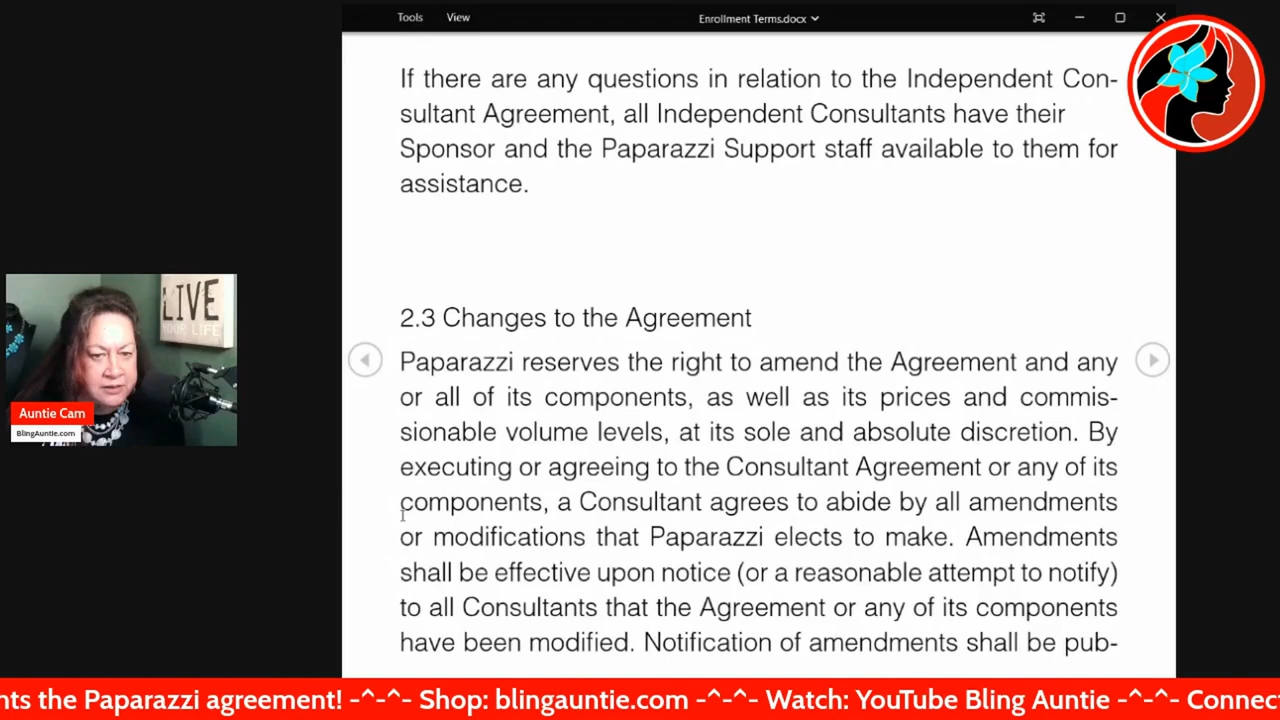 Tools View Enrollment Terms.docx
If there are any questions in relation to the Independent Con-
sultant Agreement, all Independent Consultants have their
Sponsor and the Paparazzi Support staff available to them for
assistance.
2.3 Changes to the Agreement
Paparazzi reserves the right to amend the Agreement and any
or all of its components, as well as its prices and commis-
sionable volume levels, at its sole and absolute discretion. By
executing or agreeing to the Consultant Agreement or any of its
components, a Consultant agrees to abide by all amendments
or modifications that Paparazzi elects to make. Amendments
shall be effective upon notice (or a reasonable attempt to notify)
to all Consultants that the Agreement or any of its components
have been modified. Notification of amendments shall be pub-
LIVE
YOUR LIFE
Auntie Cam
BlingAuntie.com
nts the Paparazzi agreement! -^-^- Shop: blingauntie.com -^-^- Watch: YouTube Bling Auntie -^-^- Connec